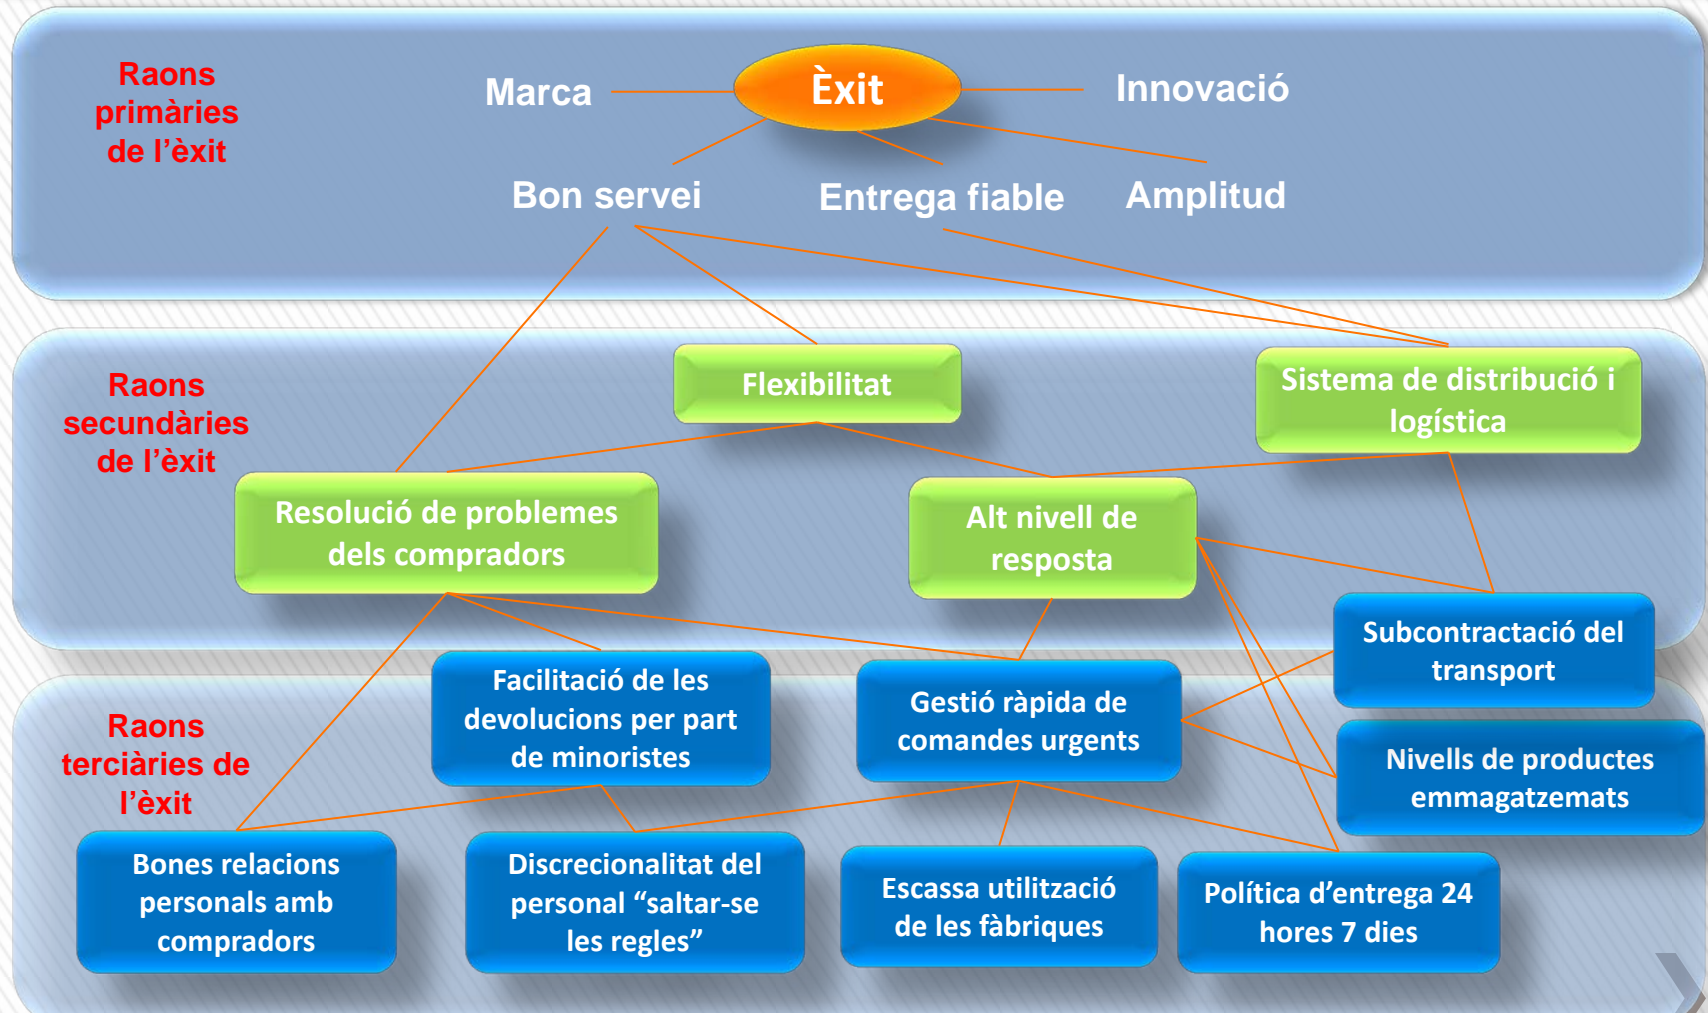 Raons
primàries
de l’èxit
Marca
Èxit
Innovació
Bon servei
Entrega fiable
Amplitud
Raons
secundàries
de l’èxit
Flexibilitat
Sistema de distribució i
logística
Resolució de problemes
dels compradors
Alt nivell de
resposta
Subcontractació del
transport
Raons
terciàries de
l’èxit
Facilitació de les
devolucions per part
de minoristes
Gestió ràpida de
comandes urgents
Nivells de productes
emmagatzemats
Bones relacions
personals amb
compradors
Discrecionalitat del
personal “saltar-se
les regles”
Escassa utilització
de les fàbriques
Política d’entrega 24
hores 7 dies